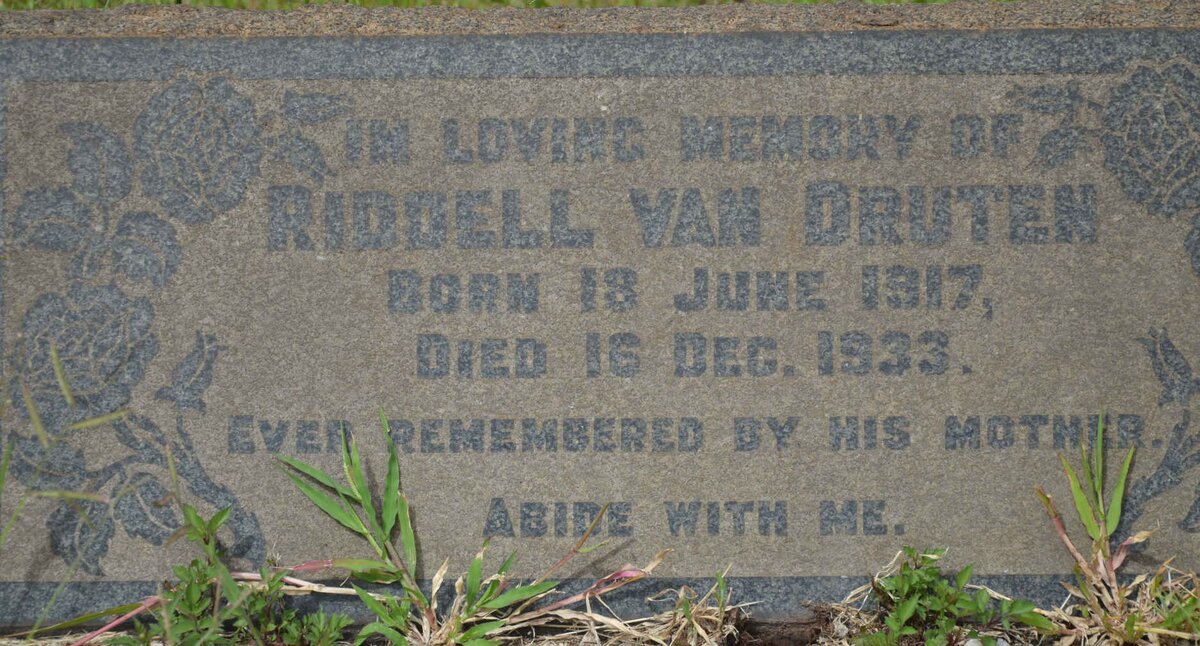 In loving memory of
Riddell van Druten
Born 18 June 1917,
Died 16 Dec. 1933.
Ever remembered by his mother.
Abide with me.